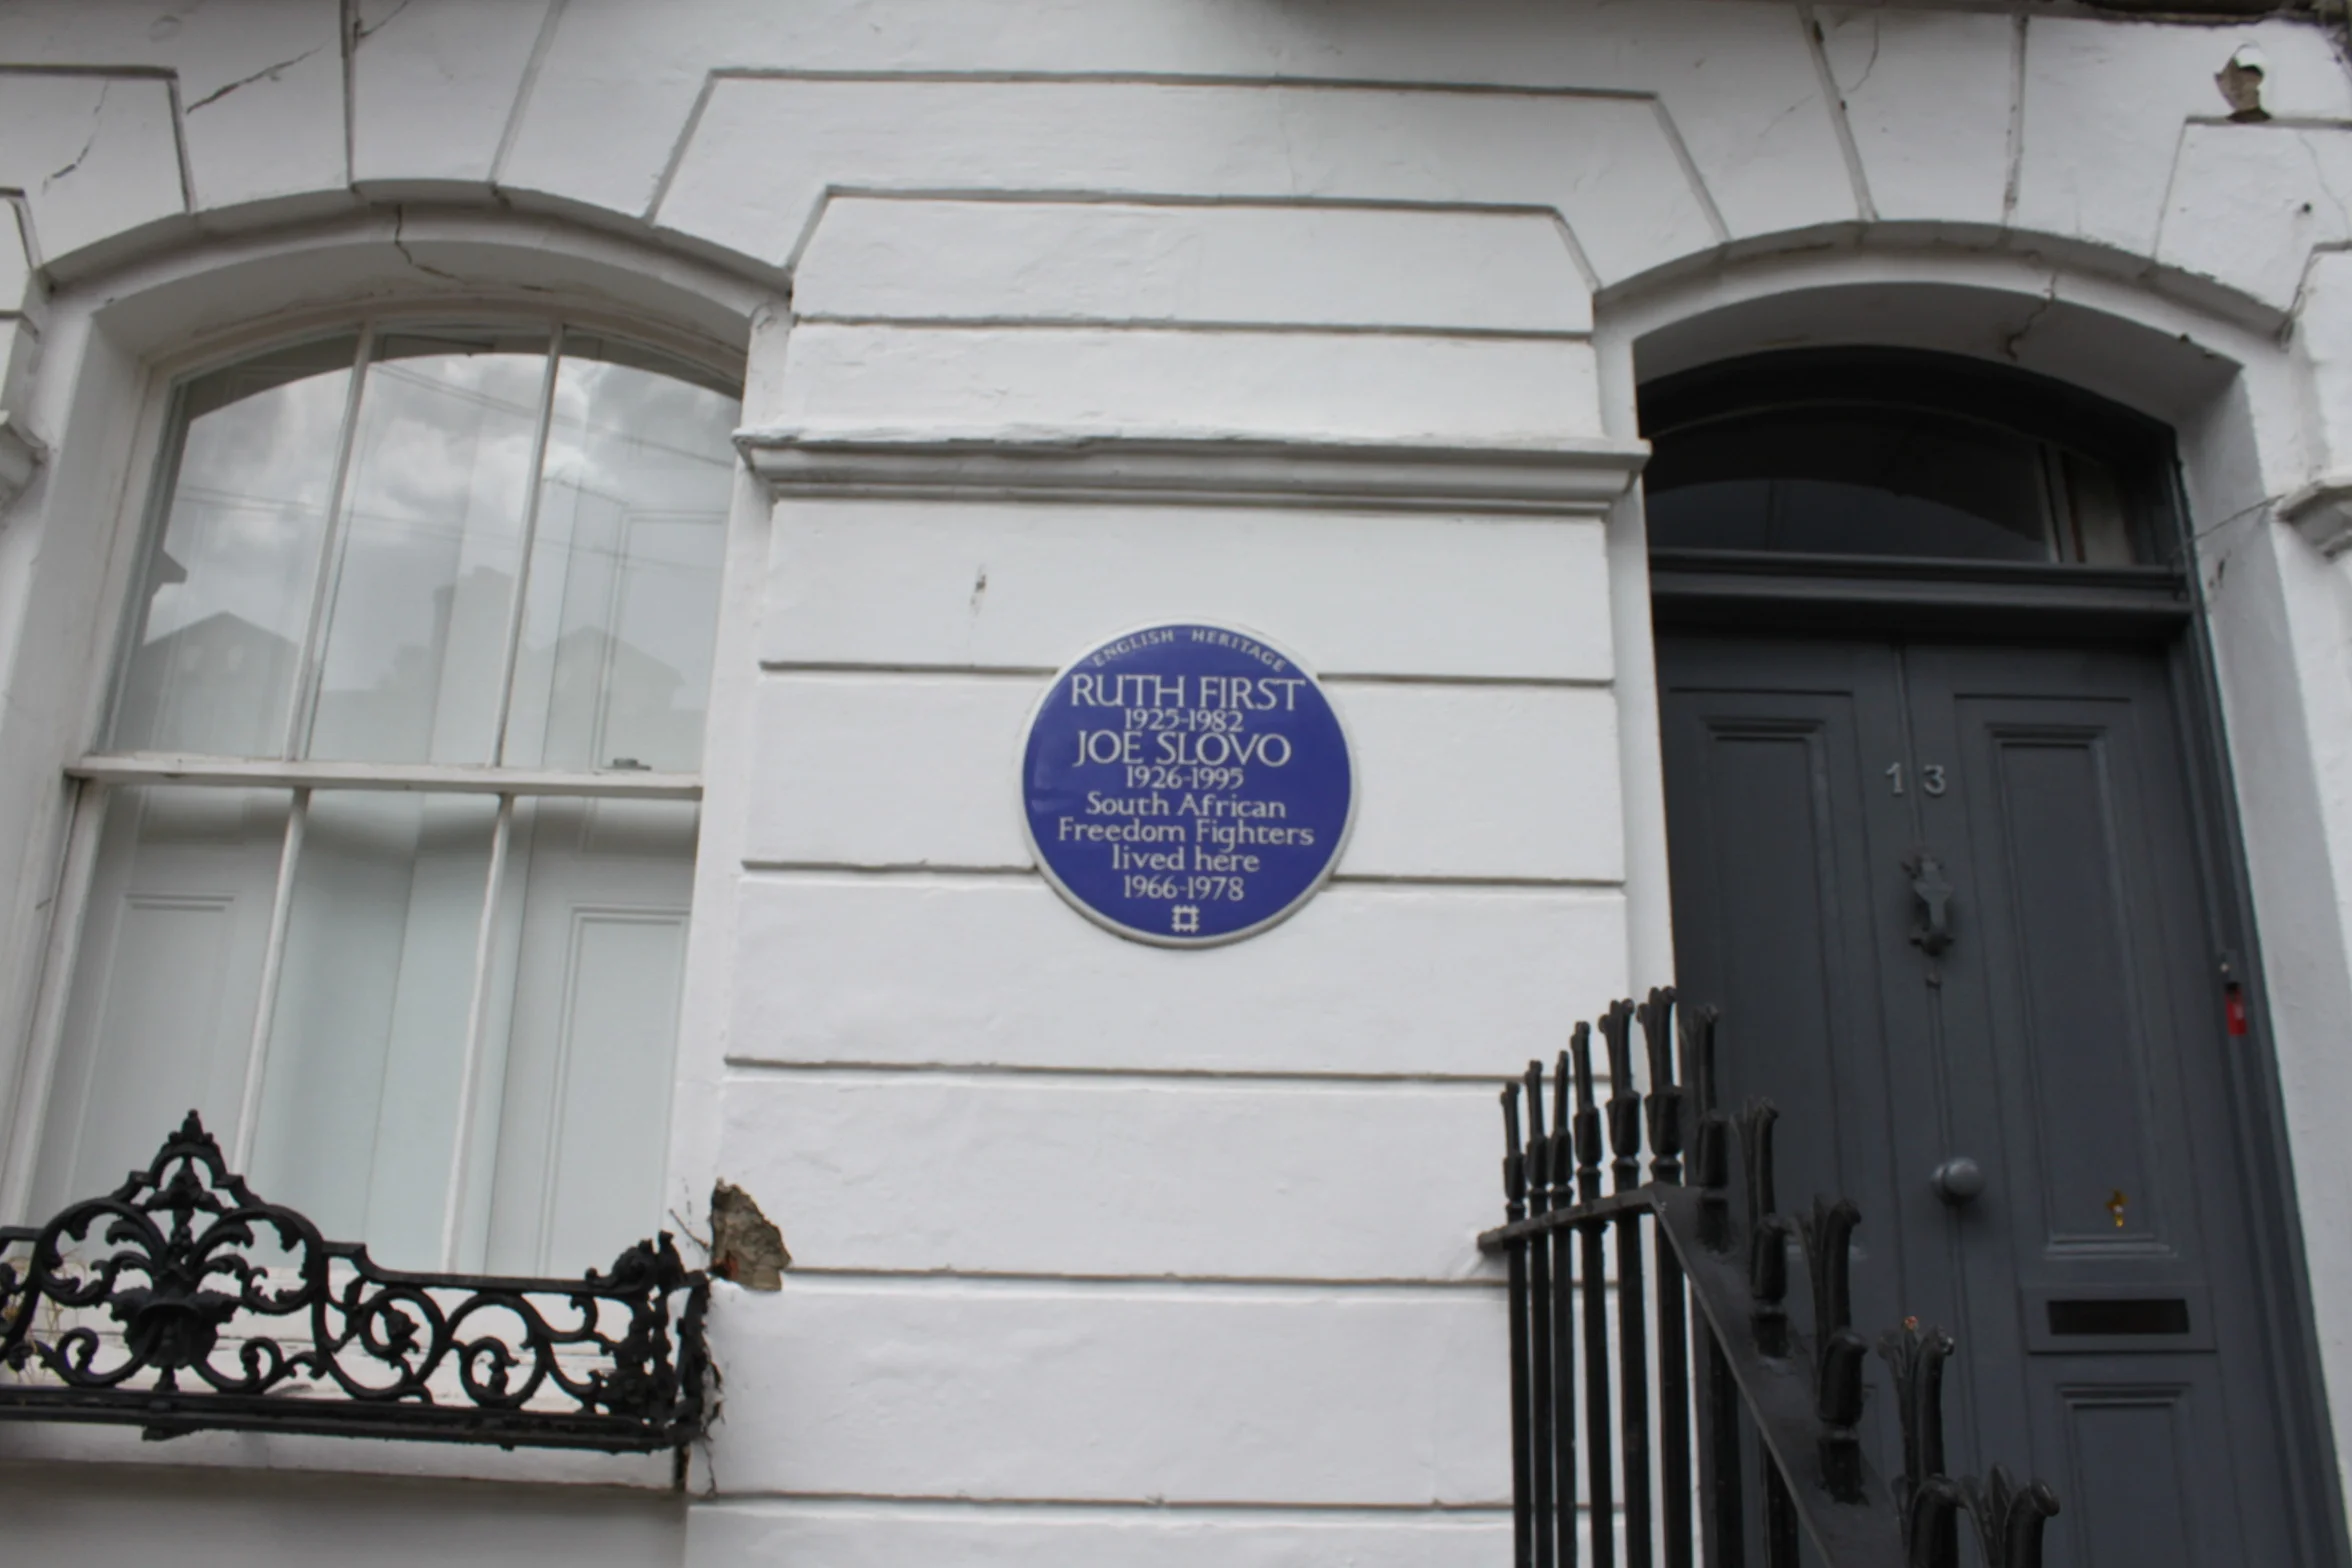 ENGLISH HERITAGE
RUTH FIRST
1925-1982
JOE SLOVO
1926-1995
South African
Freedom Fighters
lived here
1966-1978
13